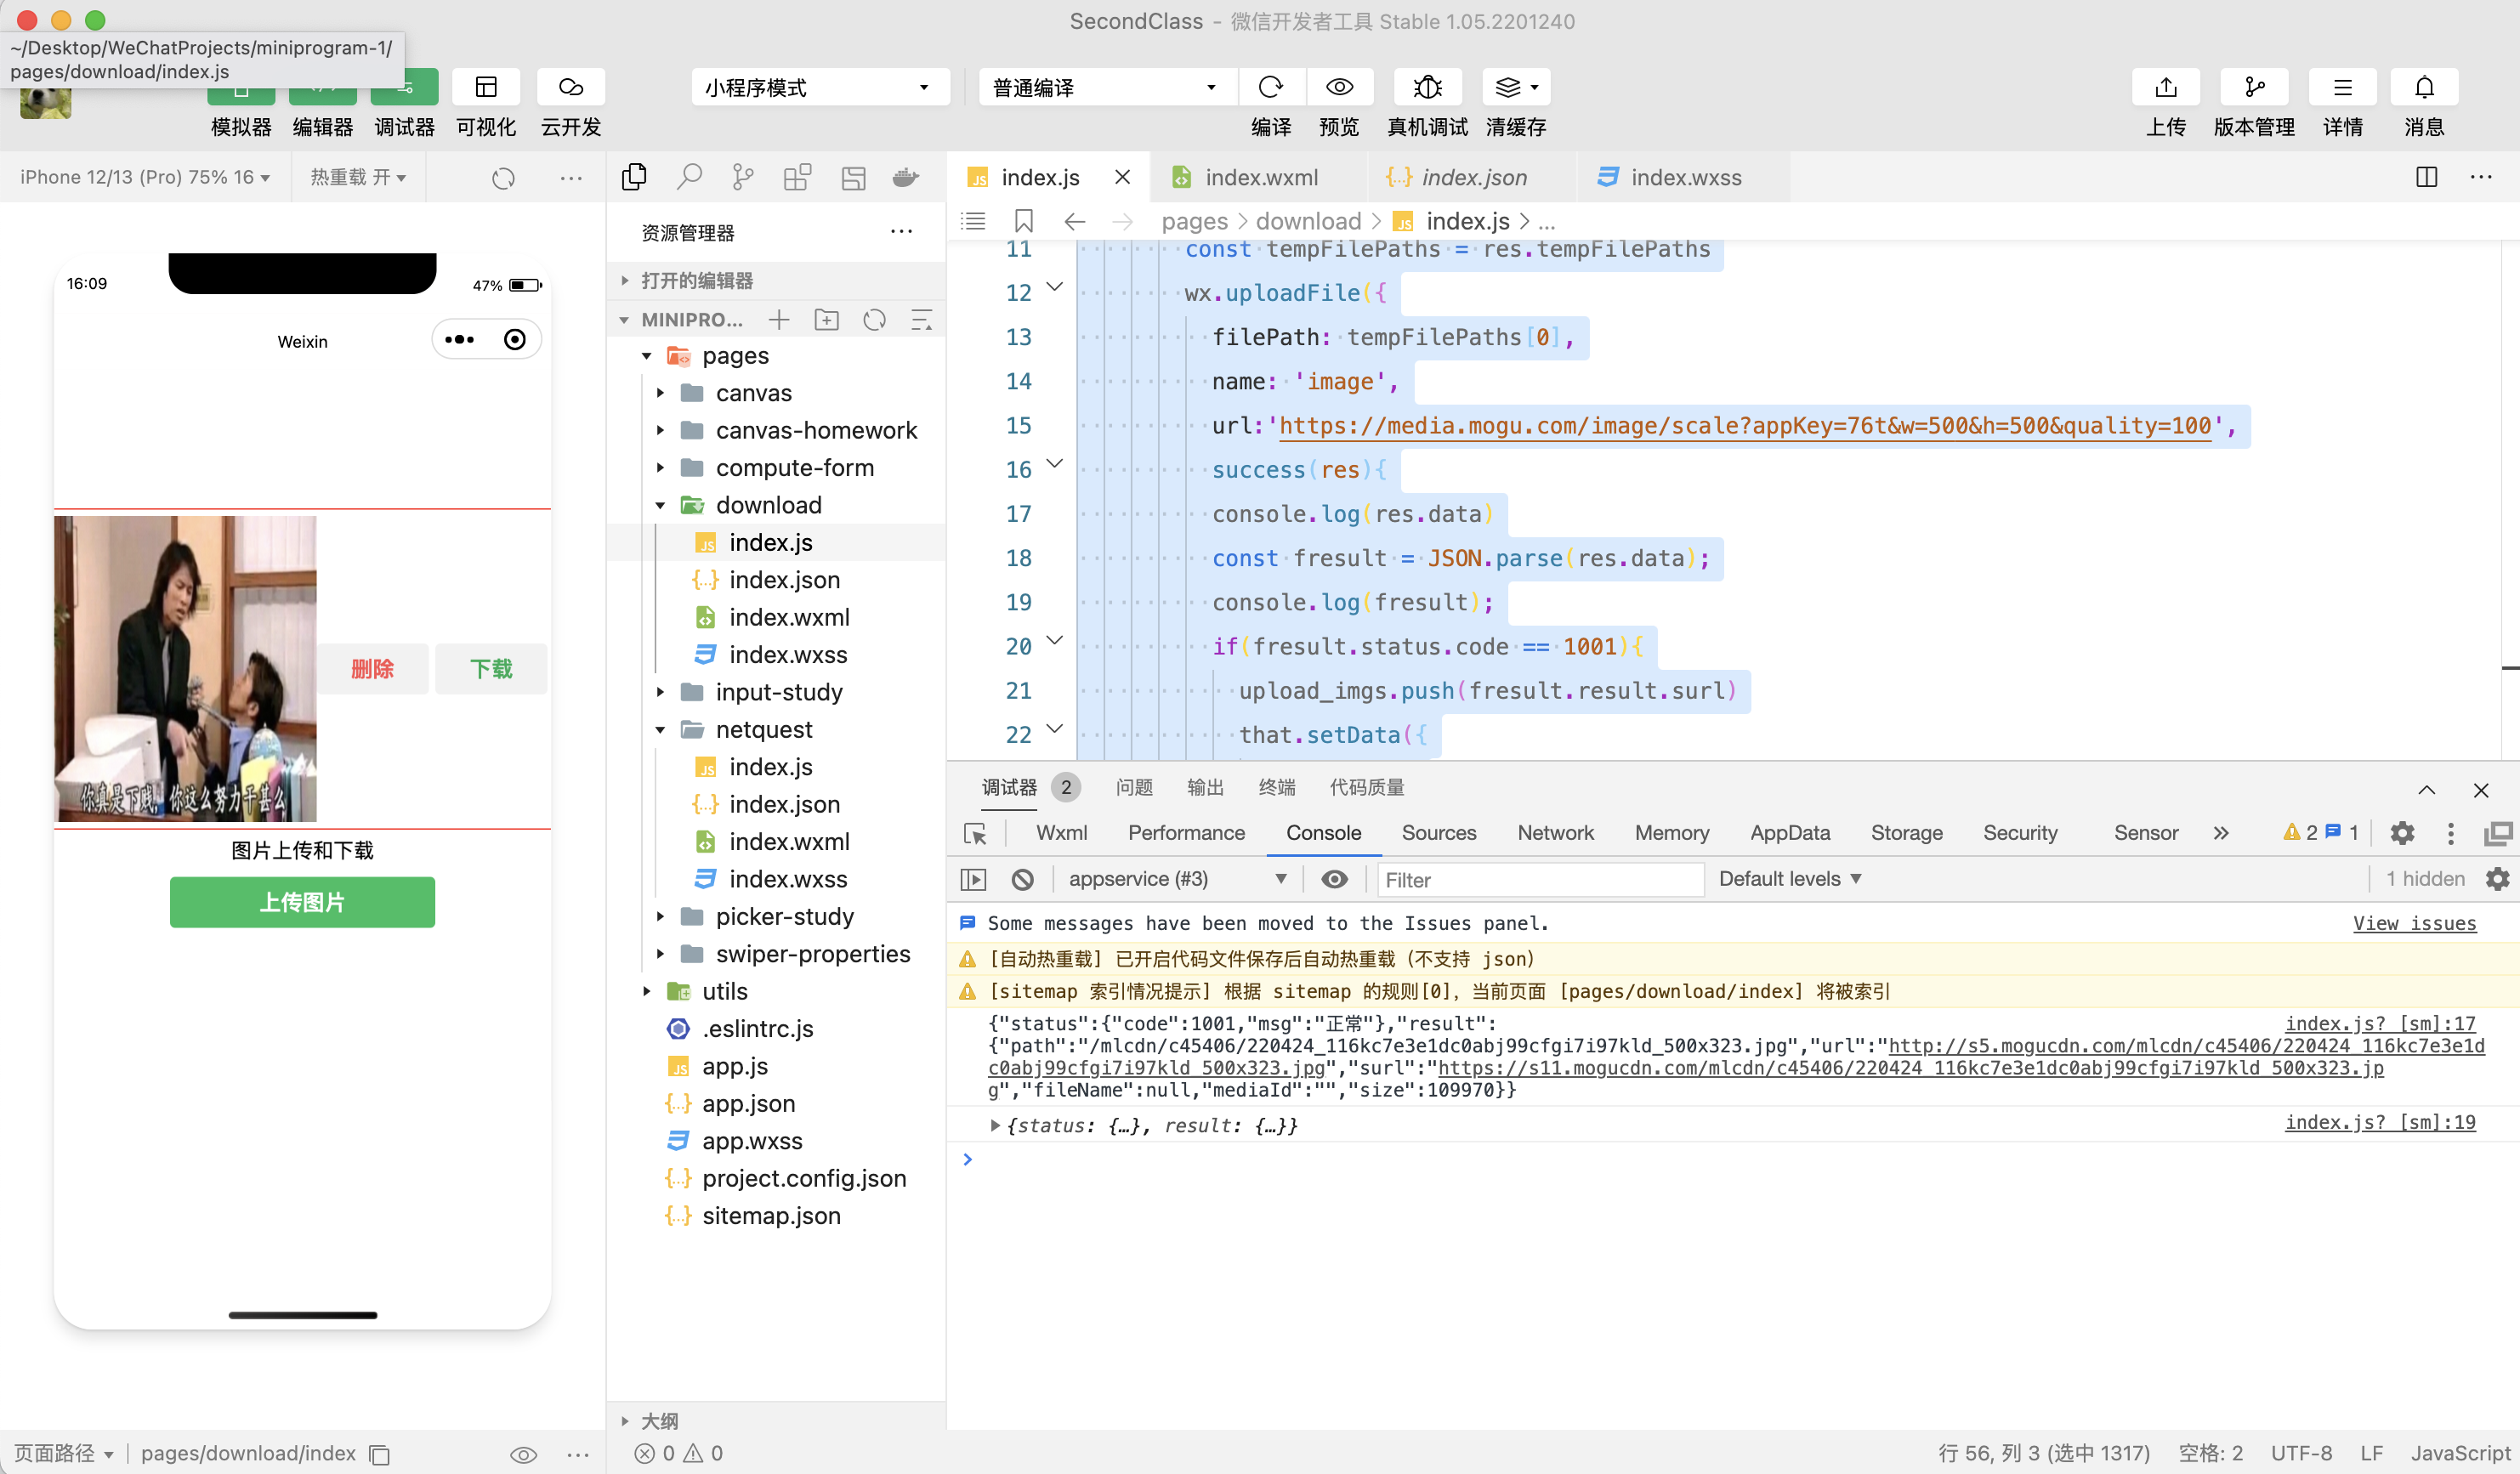 SecondClass - 微信开发者工具 Stable 1.05.2201240
~/Desktop/WeChatProjects/miniprogram-1/
pages/download/index.js
小程序模式
普通编译
模拟器 编辑器 调试器 可视化 云开发
编译 预览 真机调试 清缓存
上传 版本管理 详情 消息
iPhone 12/13 (Pro) 75% 16
热重载 开
16:09
47%
Weixin
删除
下载
你真是下贱,你这么努力干甚么
图片上传和下载
上传图片
页面路径
pages/download/index
资源管理器
打开的编辑器
MINIPRO...
pages
canvas
canvas-homework
compute-form
download
index.js
index.json
index.wxml
index.wxss
input-study
netquest
index.js
index.json
index.wxml
index.wxss
picker-study
swiper-properties
utils
.eslintrc.js
app.js
app.json
app.wxss
project.config.json
sitemap.json
大纲
0 0
index.js
index.wxml
index.json
index.wxss
pages > download > index.js > ...
11 const tempFilePaths = res.tempFilePaths
12 wx.uploadFile({
13 filePath: tempFilePaths[0],
14 name: 'image',
15 url:'https://media.mogu.com/image/scale?appKey=76t&w=500&h=500&quality=100',
16 success(res){
17 console.log(res.data)
18 const fresult = JSON.parse(res.data);
19 console.log(fresult);
20 if(fresult.status.code == 1001){
21 upload_imgs.push(fresult.result.surl)
22 that.setData({
调试器 2 问题 输出 终端 代码质量
Wxml Performance Console Sources Network Memory AppData Storage Security Sensor 2 1
appservice (#3) Filter Default levels 1 hidden
Some messages have been moved to the Issues panel. View issues
[自动热重载] 已开启代码文件保存后自动热重载（不支持 json）
[sitemap 索引情况提示] 根据 sitemap 的规则[0]，当前页面 [pages/download/index] 将被索引
{"status":{"code":1001,"msg":"正常"},"result": index.js? [sm]:17
{"path":"/mlcdn/c45406/220424_116kc7e3e1dc0abj99cfgi7i97kld_500x323.jpg","url":"http://s5.mogucdn.com/mlcdn/c45406/220424_116kc7e3e1d
c0abj99cfgi7i97kld_500x323.jpg","surl":"https://s11.mogucdn.com/mlcdn/c45406/220424_116kc7e3e1dc0abj99cfgi7i97kld_500x323.jp
g","fileName":null,"mediaId":"","size":109970}}
{status: {…}, result: {…}} index.js? [sm]:19
行 56, 列 3 (选中 1317) 空格: 2 UTF-8 LF JavaScript